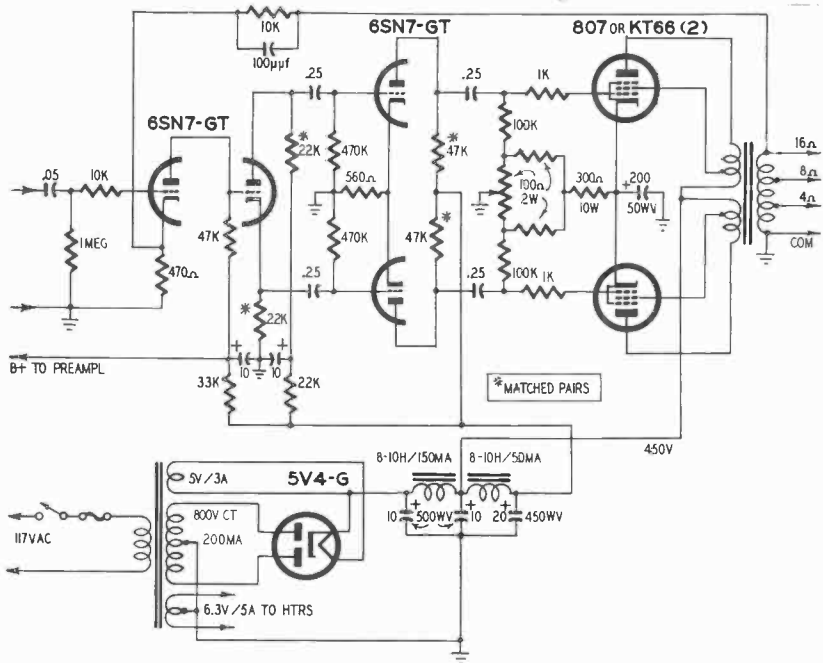 10K
100µµf
6SN7-GT
807 OR KT66 (2)
.25
.25
1K
6SN7-GT
*
22K
470K
*
47K
100K
.05
10K
560Ω
100Ω
2W
300Ω
10W
+
200
50WV
16Ω
8Ω
4Ω
COM
1MEG
470Ω
47K
470K
*
47K
.25
.25
100K
1K
*
22K
B+ TO PREAMPL
+
10
+
10
33K
22K
*MATCHED PAIRS
450V
8-10H/150MA
8-10H/50MA
5V/3A
5V4-G
117VAC
800V CT
200MA
10
+
500WV
+
10
+
20
450WV
6.3V/5A TO HTRS